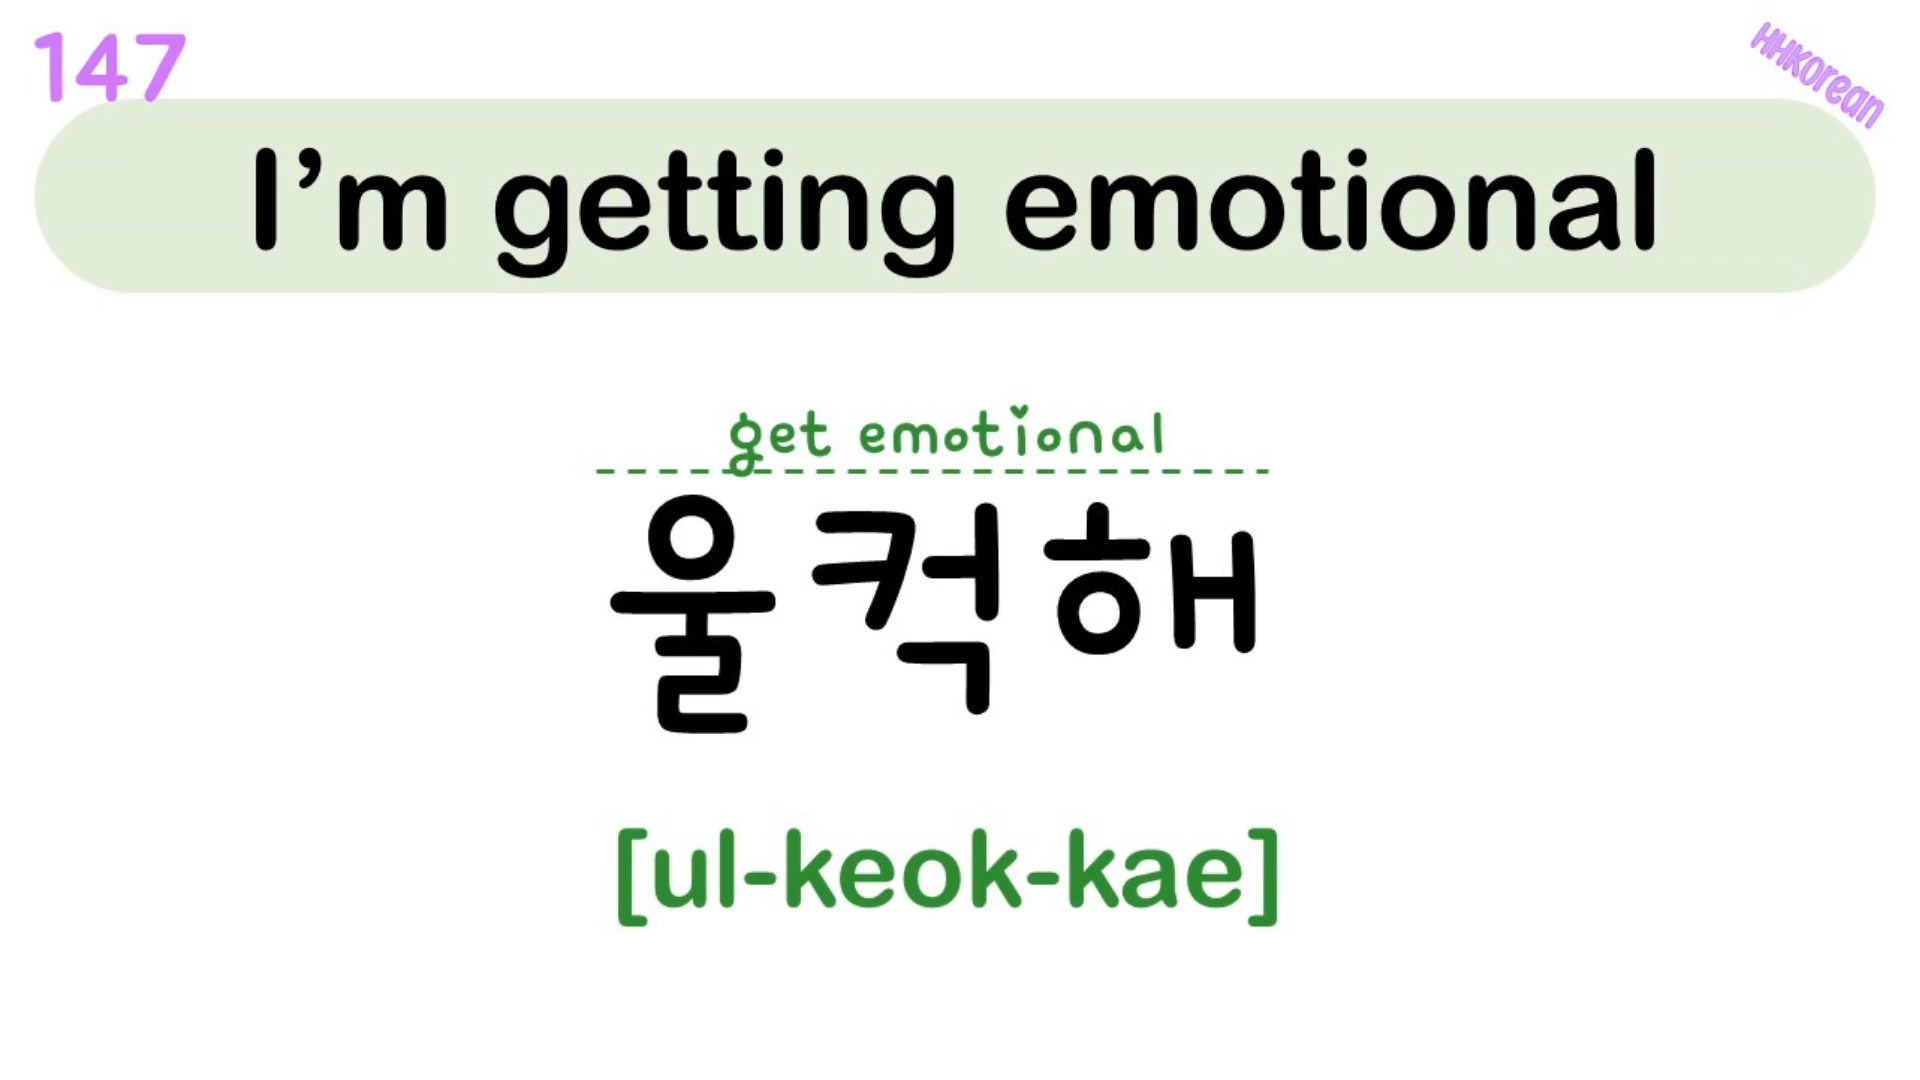 147
HHKorean
I'm getting emotional
get emotional
울컥해
[ul-keok-kae]